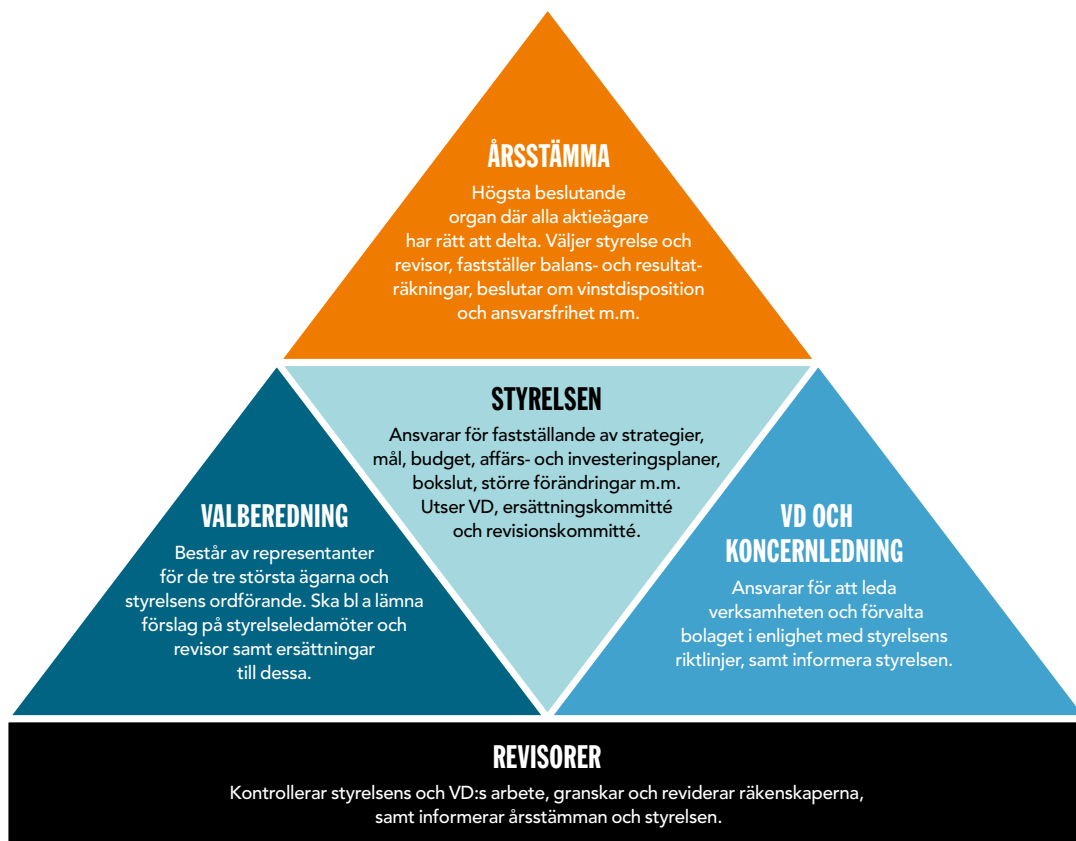 ÅRSSTÄMMA
Högsta beslutande
organ där alla aktieägare
har rätt att delta. Väljer styrelse och
revisor, fastställer balans- och resultat-
räkningar, beslutar om vinstdisposition
och ansvarsfrihet m.m.
STYRELSEN
Ansvarar för fastställande av strategier,
mål, budget, affärs- och investeringsplaner,
bokslut, större förändringar m.m.
Utser VD, ersättningskommitté
och revisionskommitté.
VALBEREDNING
Består av representanter
för de tre största ägarna och
styrelsens ordförande. Ska bl a lämna
förslag på styrelseledamöter och
revisor samt ersättningar
till dessa.
VD OCH
KONCERNLEDNING
Ansvarar för att leda
verksamheten och förvalta
bolaget i enlighet med styrelsens
riktlinjer, samt informera styrelsen.
REVISORER
Kontrollerar styrelsens och VD:s arbete, granskar och reviderar räkenskaperna,
samt informerar årsstämman och styrelsen.